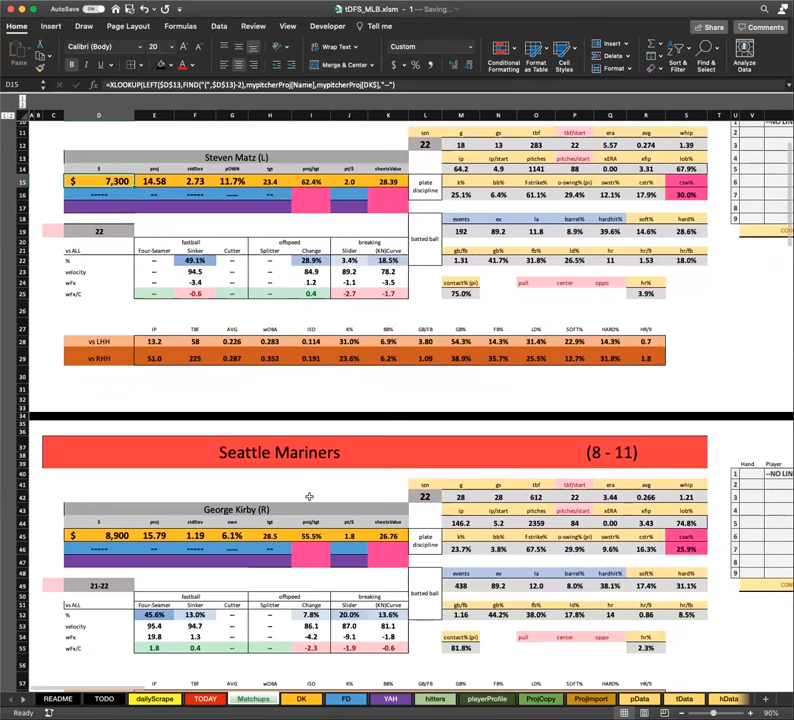 AutoSave ON tDFS_MLB.xlsm — 1 — Saving...
Home Insert Draw Page Layout Formulas Data Review View Developer Tell me Share Comments
Paste Calibri (Body) 20 Wrap Text Custom Insert
B I U Merge & Center $ % Conditional Formatting Format as Table Cell Styles Delete Format Sort & Filter Find & Select Analyze Data
D15 fx =XLOOKUP(LEFT($D$13,FIND("(",$D$13)-2),mypitcherProj[Name],mypitcherProj[DK$],"--")
C D E F G H I J K L M N O P Q R S U V
szn g gs tbf tbf/start era avg whip
22 18 13 283 22 5.57 0.274 1.39
Steven Matz (L) ip ip/start pitches pitches/start xERA xFIP lob%
$ proj stdDev pOWN tgt proj/tgt pt/$ sheetsValue 64.2 4.9 1141 85 0.00 3.31 67.9%
$ 7,300 14.58 2.73 11.7% 23.4 62.4% 2.0 28.39 plate discipline k% bb% f-strike% o-swing% (pi) swstr% cstr% csw%
----- -- -- ---- -- -- 25.1% 6.4% 61.1% 29.4% 12.1% 17.9% 30.0%
batted ball events ev la barrel% hardhit% soft% hard%
22 192 89.2 11.8 8.9% 39.6% 14.6% 28.6%
fastball offspeed breaking gb/fb gb% fb% ld% hr hr/9 hr/fb
vs ALL Four-Seamer Sinker Cutter Splitter Change Slider (KN)Curve
% -- 49.1% -- -- 28.9% 3.4% 18.5% 1.31 41.7% 31.8% 26.5% 11 1.53 18.0%
velocity -- 94.5 -- -- 84.9 89.2 78.2
wFx -- -3.4 -- -- 1.2 -1.1 -3.5 contact% (pi) pull center oppo hr%
wFx/C -- -0.6 -- -- 0.4 -2.7 -1.7 75.0% 3.9%
IP TBF AVG wOBA ISO K% BB% GB/FB GB% FB% LD% SOFT% HARD% HR/9
vs LHH 13.2 58 0.226 0.283 0.114 31.0% 6.9% 3.80 54.3% 14.3% 31.4% 22.9% 14.3% 0.7
vs RHH 51.0 225 0.287 0.352 0.191 23.6% 6.2% 1.09 38.9% 35.7% 25.5% 12.7% 31.8% 1.8
Seattle Mariners (8 - 11)
Hand Player
--NO LIN
szn g gs tbf tbf/start era avg whip
22 28 28 612 22 3.44 0.266 1.21
George Kirby (R) ip ip/start pitches pitches/start xERA xFIP lob%
$ proj stdDev own tgt proj/tgt pt/$ sheetsValue 146.2 5.2 2359 84 0.00 3.43 74.8%
$ 8,900 15.79 1.19 6.1% 28.5 55.5% 1.8 26.76 plate discipline k% bb% f-strike% o-swing% (pi) swstr% cstr% csw%
----- -- -- ---- -- -- 23.7% 3.8% 67.5% 29.9% 9.6% 16.3% 25.9%
batted ball events ev la barrel% hardhit% soft% hard%
21-22 438 89.2 12.0 8.0% 39.5% 17.4% 31.1%
fastball offspeed breaking gb/fb gb% fb% ld% hr hr/9 hr/fb
vs ALL Four-Seamer Sinker Cutter Splitter Change Slider (KN)Curve
% 45.6% 13.0% -- -- 7.8% 20.0% 13.6% 1.16 44.2% 38.0% 17.8% 14 0.86 8.5%
velocity 95.4 94.7 -- -- 86.1 87.0 81.1
wFx 19.8 1.3 -- -- -4.2 -9.1 -1.8 contact% (pi) pull center oppo hr%
wFx/C 1.8 0.4 -- -- -2.3 -1.9 -0.6 81.8% 2.3%
README TODO dailyScrape TODAY Matchups DK FD YAH hitters playerProfile ProjCopy ProjImport pData tData hData
Ready 90%